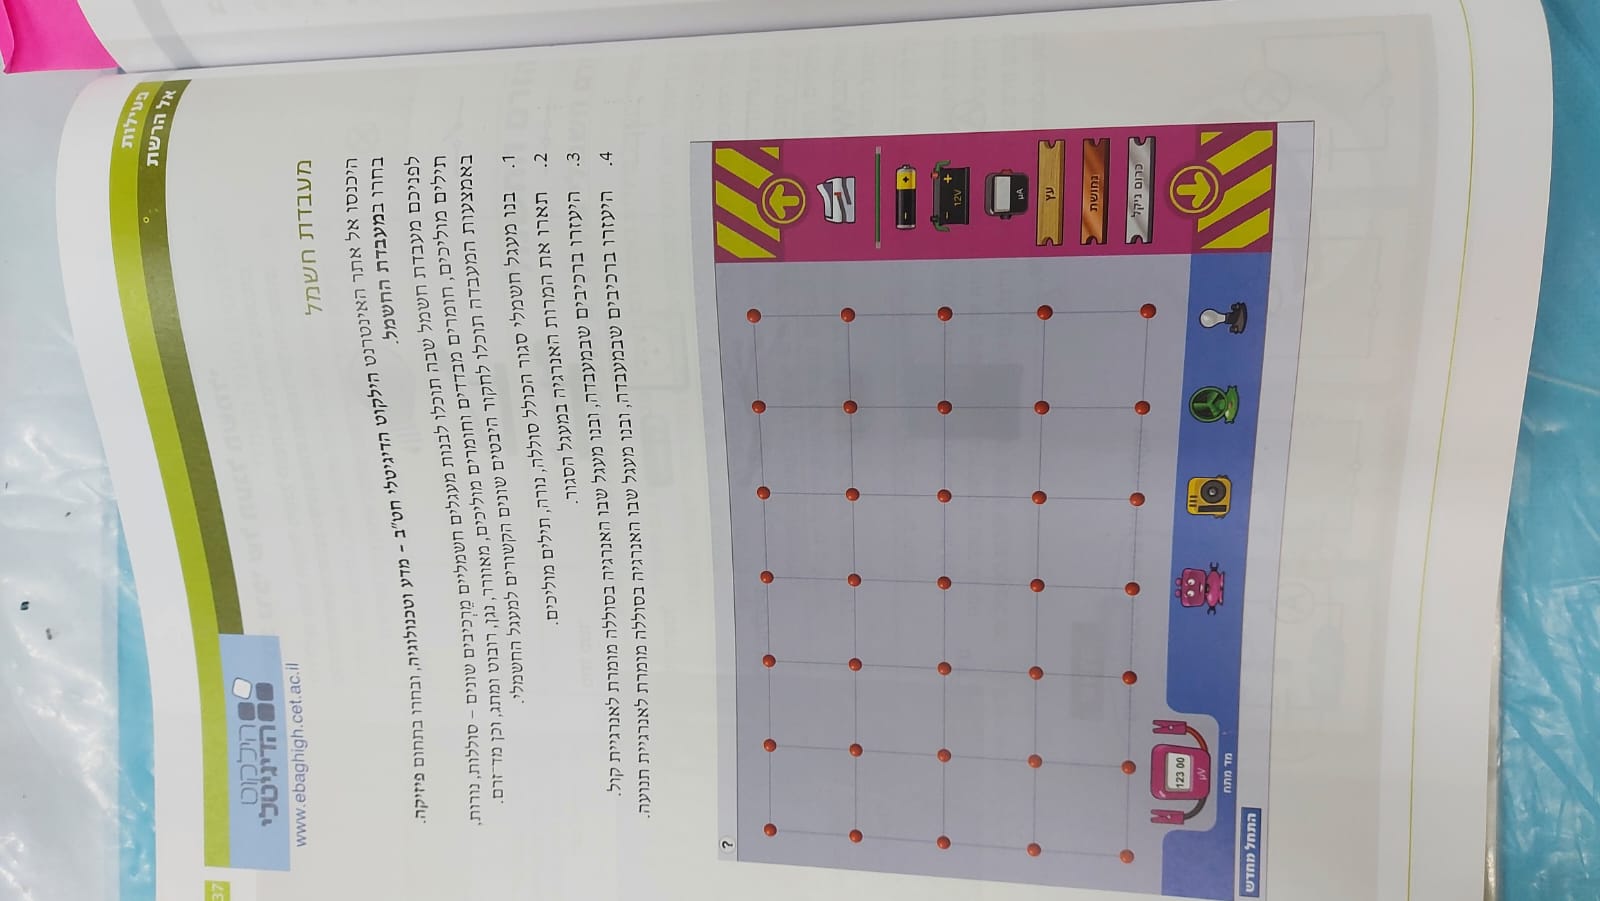 פעילות
אל הרשת
37
הילקוט
הדיגיטלי
www.ebaghigh.cet.ac.il
מעבדת חשמל
היכנסו אל אתר האינטרנט הילקוט הדיגיטלי חט"ב – מדע וטכנולוגיה, ובחרו בתחום פיזיקה.
בחרו במעבדת החשמל.
לפניכם מעבדת חשמל שבה תוכלו לבנות מעגלים חשמליים מֵרְכיבים שונים – סוללות, נורות,
תילים מוליכים, חומרים מבדדים וחומרים מוליכים, מאוורר, נגן, רובוט ומתג, וכן מד־זרם.
באמצעות המעבדה תוכלו לחקור היבטים שונים הקשורים למעגל החשמלי.
1. בנו מעגל חשמלי סגור הכולל סוללה, נורה, תילים מוליכים.
2. תארו את המרות האנרגיה במעגל הסגור.
3. היעזרו ברכיבים שבמעבדה, ובנו מעגל שבו האנרגיה בסוללה מומרת לאנרגיית קול.
4. היעזרו ברכיבים שבמעבדה, ובנו מעגל שבו האנרגיה בסוללה מומרת לאנרגיית תנועה.
?
- +
- +
12V
µA
עץ
נחושת
כרום ניקל
123 00
µV
מד מתח
התחל מחדש